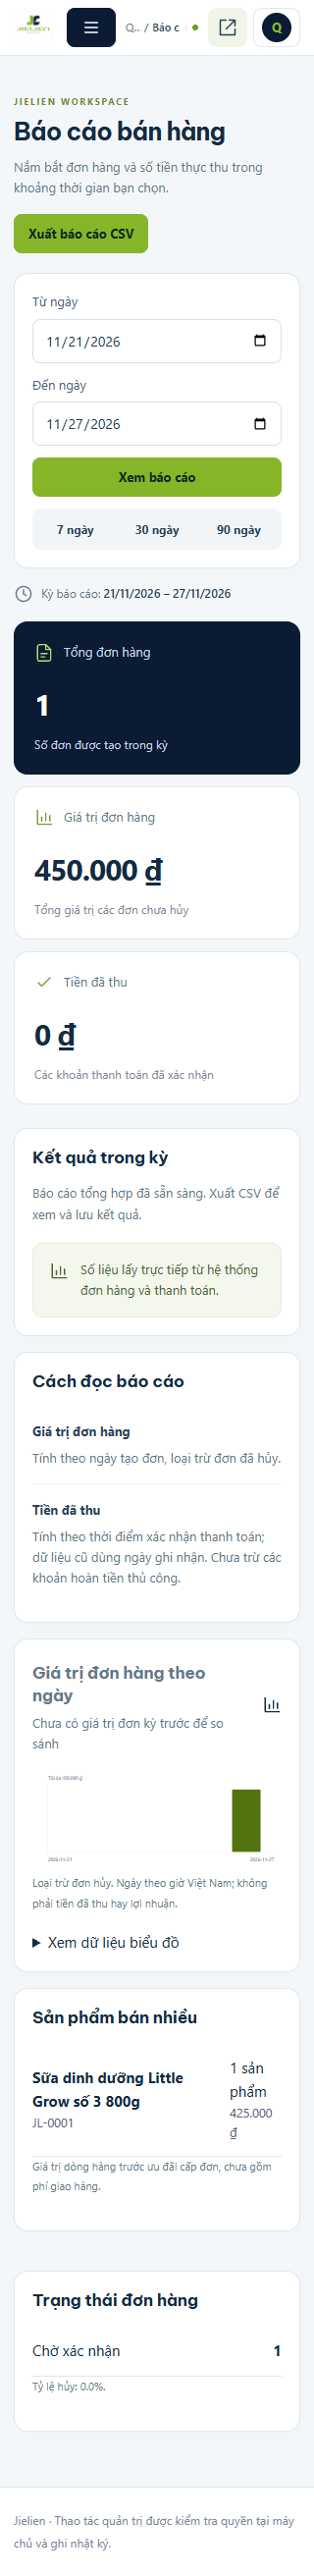 JC
JIELIEN
Q... / Báo c
Q
JIELIEN WORKSPACE
Báo cáo bán hàng
Nắm bắt đơn hàng và số tiền thực thu trong
khoảng thời gian bạn chọn.
Xuất báo cáo CSV
Từ ngày
11/21/2026
Đến ngày
11/27/2026
Xem báo cáo
7 ngày 30 ngày 90 ngày
Kỳ báo cáo: 21/11/2026 – 27/11/2026
Tổng đơn hàng
1
Số đơn được tạo trong kỳ
Giá trị đơn hàng
450.000 ₫
Tổng giá trị các đơn chưa hủy
Tiền đã thu
0 ₫
Các khoản thanh toán đã xác nhận
Kết quả trong kỳ
Báo cáo tổng hợp đã sẵn sàng. Xuất CSV để
xem và lưu kết quả.
Số liệu lấy trực tiếp từ hệ thống
đơn hàng và thanh toán.
Cách đọc báo cáo
Giá trị đơn hàng
Tính theo ngày tạo đơn, loại trừ đơn đã hủy.
Tiền đã thu
Tính theo thời điểm xác nhận thanh toán;
dữ liệu cũ dùng ngày ghi nhận. Chưa trừ các
khoản hoàn tiền thủ công.
Giá trị đơn hàng theo
ngày
Chưa có giá trị đơn kỳ trước để so
sánh
Tối đa 450.000 ₫
2026-11-21 2026-11-27
Loại trừ đơn hủy. Ngày theo giờ Việt Nam; không
phải tiền đã thu hay lợi nhuận.
Xem dữ liệu biểu đồ
Sản phẩm bán nhiều
Sữa dinh dưỡng Little
Grow số 3 800g
JL-0001
1 sản
phẩm
425.000
₫
Giá trị dòng hàng trước ưu đãi cấp đơn, chưa gồm
phí giao hàng.
Trạng thái đơn hàng
Chờ xác nhận 1
Tỷ lệ hủy: 0.0%.
Jielien · Thao tác quản trị được kiểm tra quyền tại máy
chủ và ghi nhật ký.